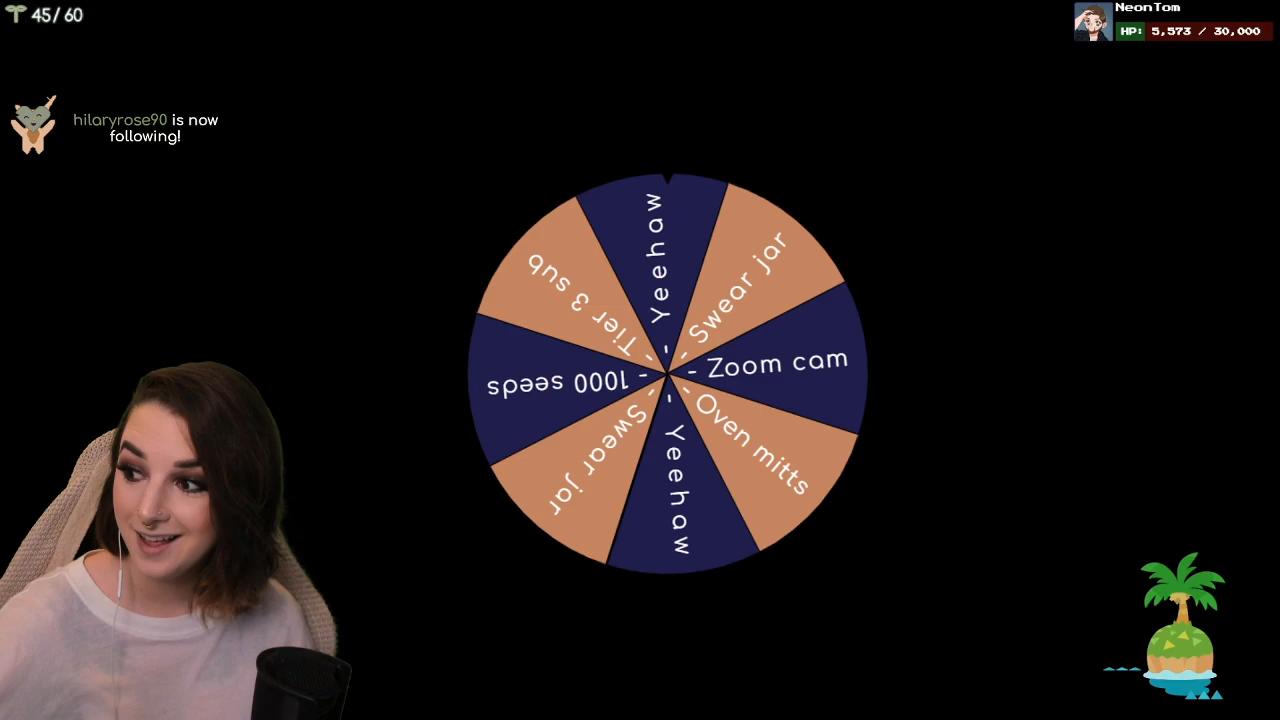 45/60
NeonTom
HP: 5,573 / 30,000
hilaryrose90 is now
following!
- Yeehaw
- Swear jar
- Zoom cam
- Oven mitts
- Yeehaw
- Swear jar
- 1000 seeds
- Tier 3 sub